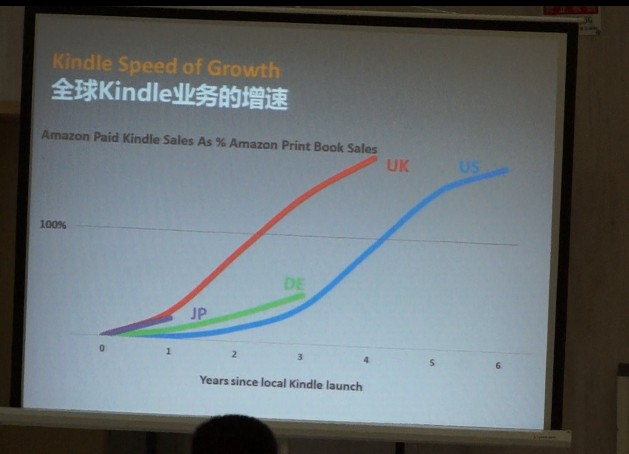 Kindle Speed of Growth
全球Kindle业务的增速
Amazon Paid Kindle Sales As % Amazon Print Book Sales
UK
US
100%
DE
JP
0 1 2 3 4 5 6
Years since local Kindle launch